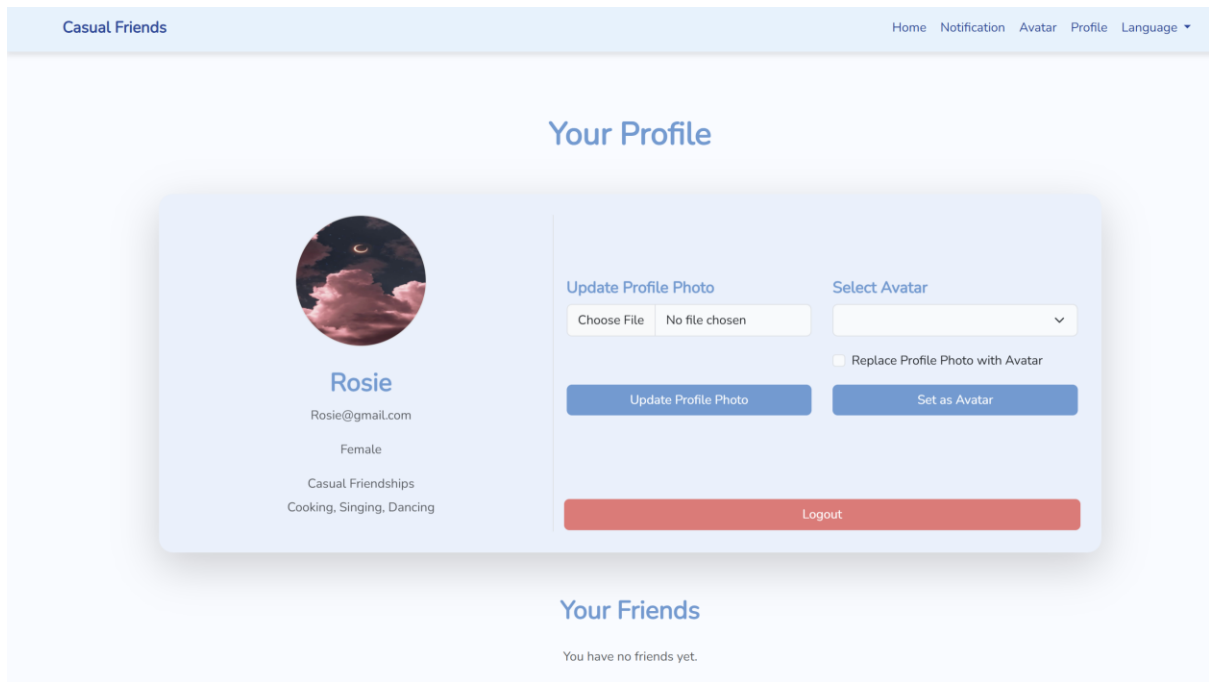 Casual Friends
Home Notification Avatar Profile Language
Your Profile
Rosie
Rosie@gmail.com
Female
Casual Friendships
Cooking, Singing, Dancing
Update Profile Photo
Choose File No file chosen
Update Profile Photo
Select Avatar
Replace Profile Photo with Avatar
Set as Avatar
Logout
Your Friends
You have no friends yet.